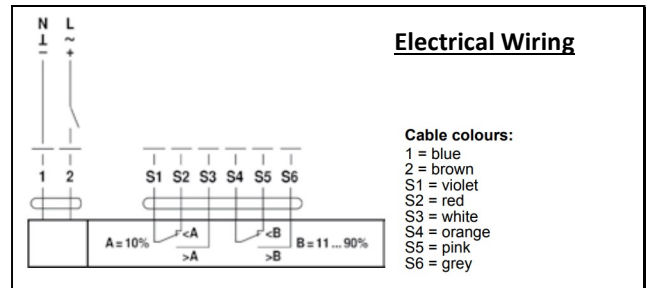 N L
⊥ ~
− +
Electrical Wiring
1 2 S1 S2 S3 S4 S5 S6
A = 10% <A <B B = 11 ... 90%
>A >B
Cable colours:
1 = blue
2 = brown
S1 = violet
S2 = red
S3 = white
S4 = orange
S5 = pink
S6 = grey